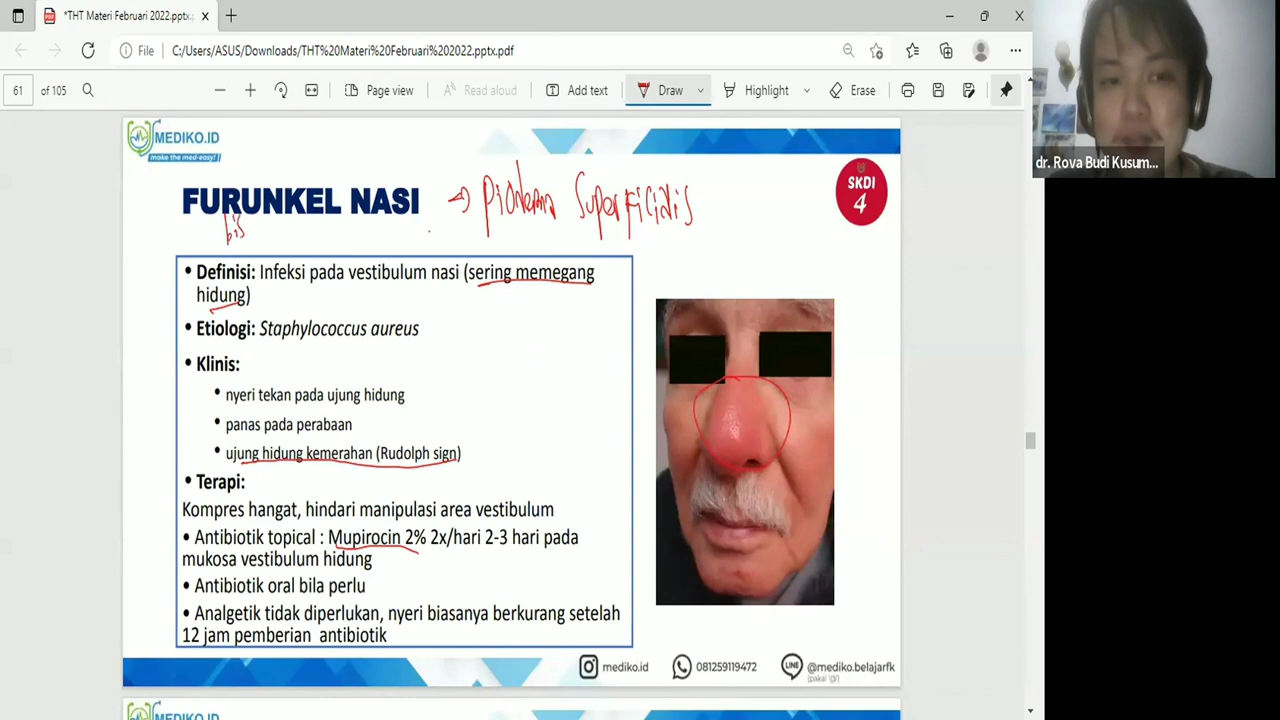 *THT Materi Februari 2022.pptx.p
File
C:/Users/ASUS/Downloads/THT%20Materi%20Februari%202022.pptx.pdf
61 of 105
Page view
Read aloud
Add text
Draw
Highlight
Erase
dr. Rova Budi Kusum...
MEDIKO.ID
make the med-easy!
SKDI
4
FURUNKEL NASI
Superficialis
bis
• Definisi: Infeksi pada vestibulum nasi (sering memegang
hidung)
• Etiologi: Staphylococcus aureus
• Klinis:
• nyeri tekan pada ujung hidung
• panas pada perabaan
• ujung hidung kemerahan (Rudolph sign)
• Terapi:
Kompres hangat, hindari manipulasi area vestibulum
• Antibiotik topical : Mupirocin 2% 2x/hari 2-3 hari pada
mukosa vestibulum hidung
• Antibiotik oral bila perlu
• Analgetik tidak diperlukan, nyeri biasanya berkurang setelah
12 jam pemberian antibiotik
mediko.id
081259119472
@mediko.belajarfk
(pakai '@')
MEDIKO.ID